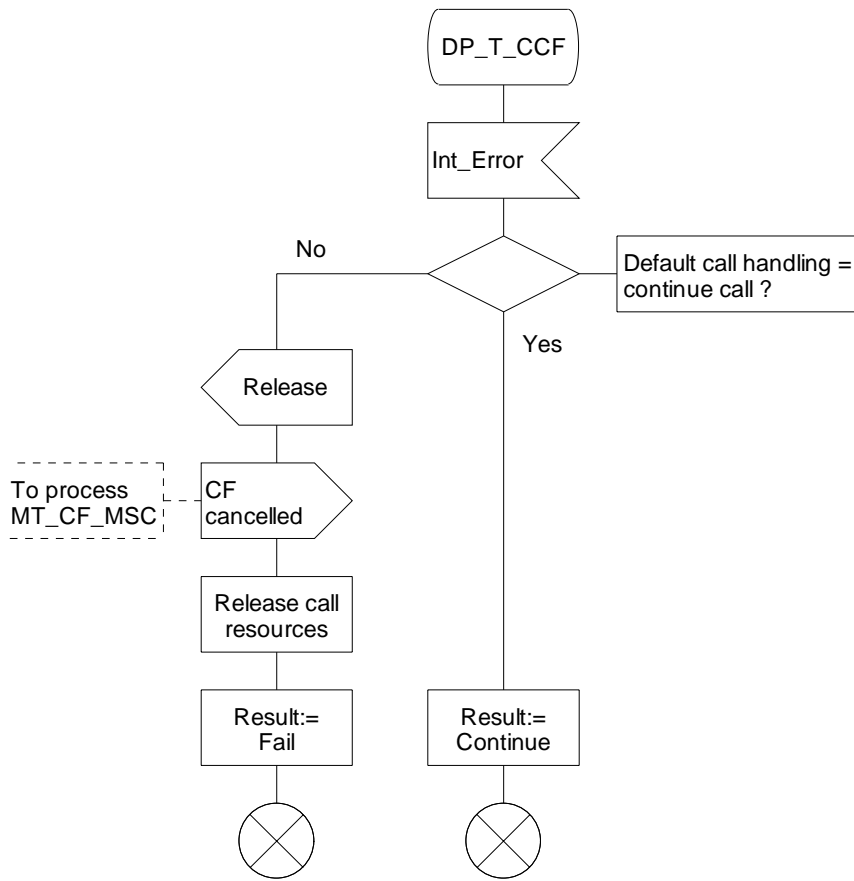 DP_T_CCF
Int_Error
No
Default call handling =
continue call ?
Yes
Release
To process
MT_CF_MSC
CF
cancelled
Release call
resources
Result:=
Fail
Result:=
Continue